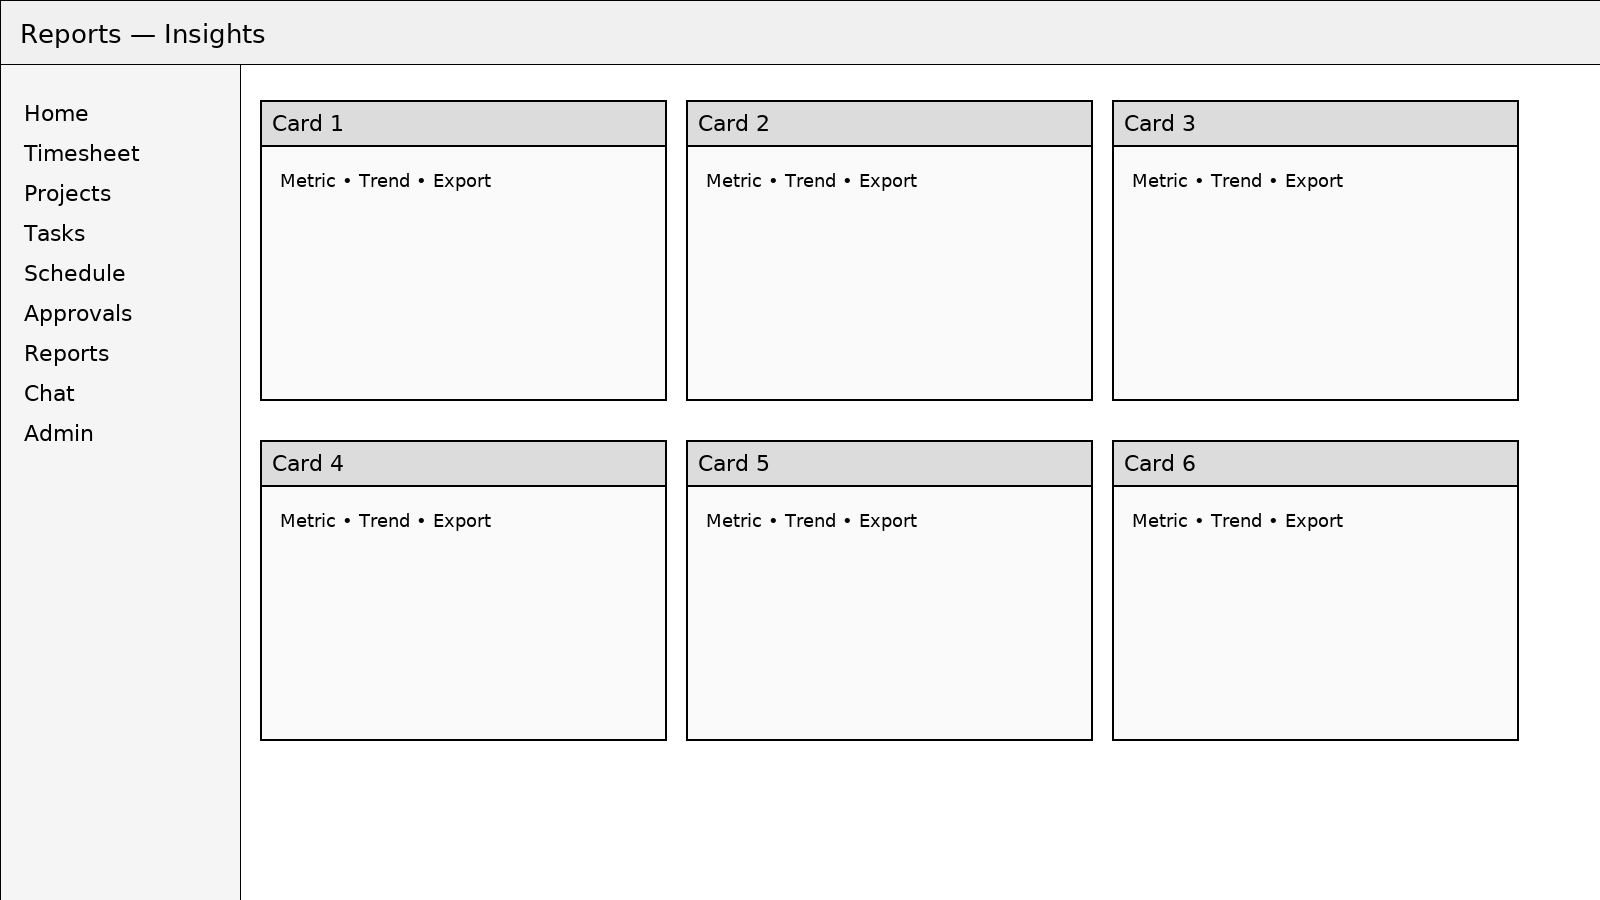 Reports — Insights
Home
Timesheet
Projects
Tasks
Schedule
Approvals
Reports
Chat
Admin
Card 1
Metric • Trend • Export
Card 2
Metric • Trend • Export
Card 3
Metric • Trend • Export
Card 4
Metric • Trend • Export
Card 5
Metric • Trend • Export
Card 6
Metric • Trend • Export